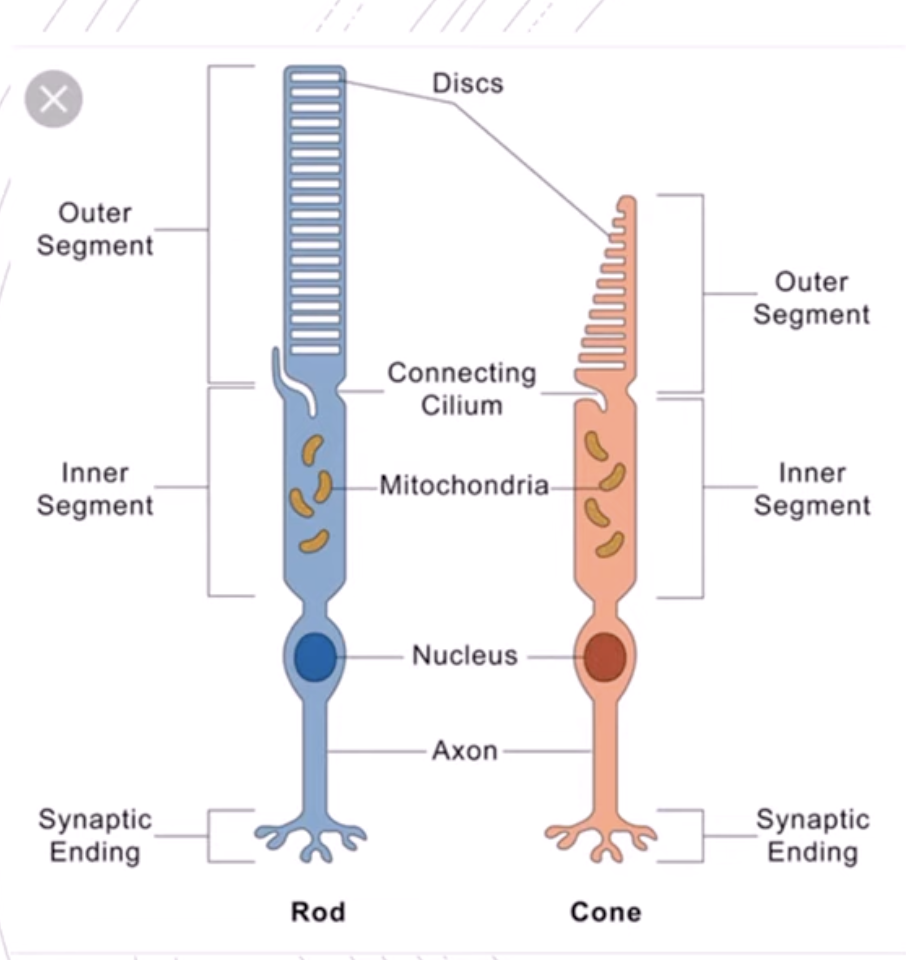 Discs
Outer
Segment
Outer
Segment
Connecting
Cilium
Inner
Segment
Mitochondria
Inner
Segment
Nucleus
Axon
Synaptic
Ending
Synaptic
Ending
Rod
Cone